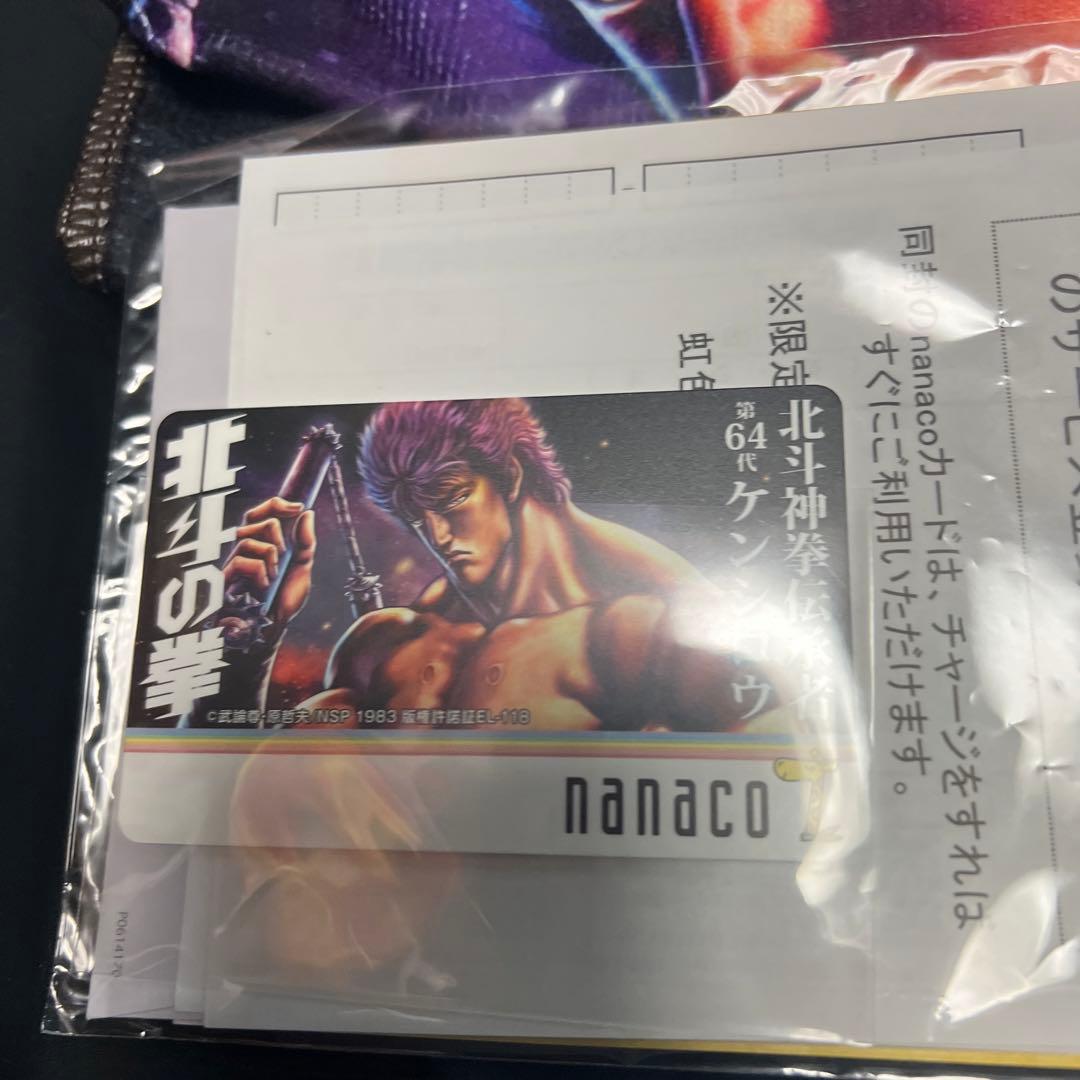 北斗の拳
北斗神拳伝承者
第64代 ケンシロウ
©武論尊・原哲夫/NSP 1983 版権許諾証EL-118
nanaco
同封のnanacoカードは、チャージをすれば
すぐにご利用いただけます。
※限定
虹色
P0614170